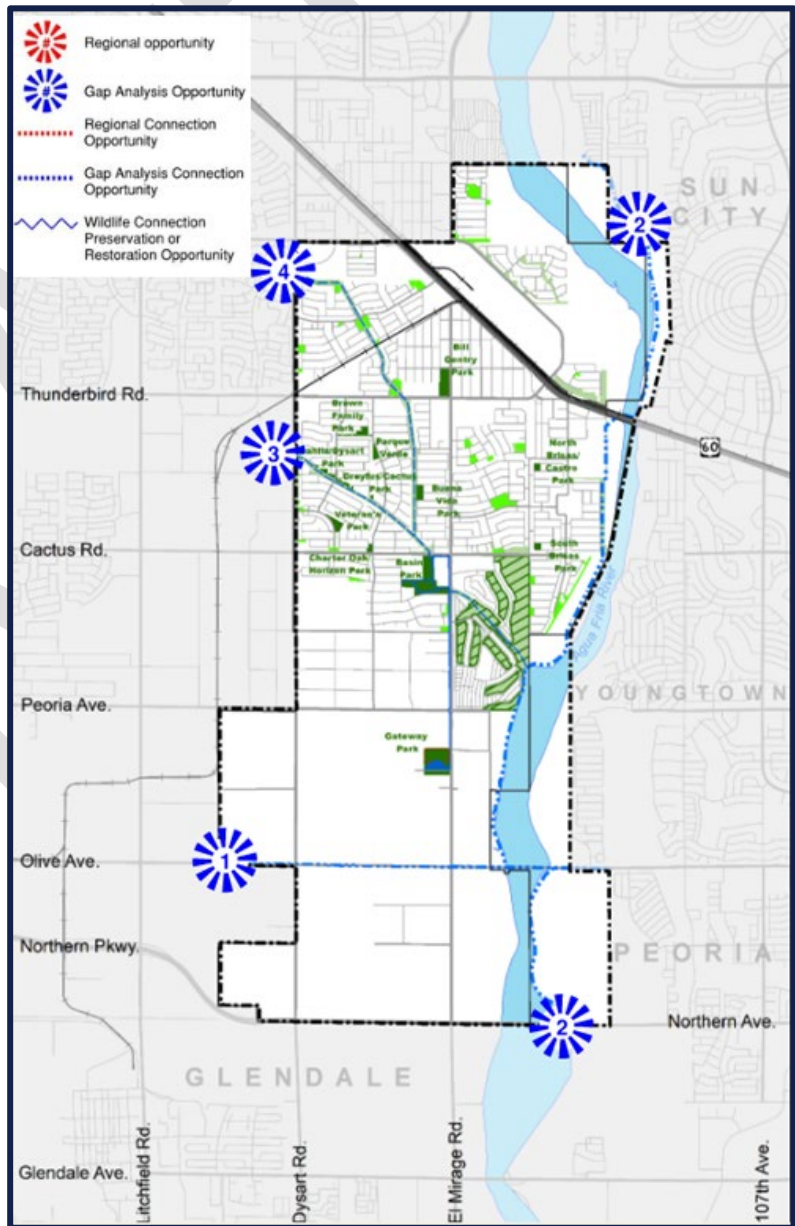 # Regional opportunity
# Gap Analysis Opportunity
Regional Connection
Opportunity
Gap Analysis Connection
Opportunity
Wildlife Connection
Preservation or
Restoration Opportunity
SUN
CITY
2
4
Bill
Gentry
Park
Thunderbird Rd.
60
Brown
Family
Park
Parque
Verde
North
Brisas/
Castro
Park
3
Park
Dreyfus/Cactus
Park
Buena
Vida
Park
Veteran's
Park
Cactus Rd.
Charter Oak/
Horizon Park
Basin
Park
South
Brisas
Park
Agua Fria River
Peoria Ave.
YOUNGTOWN
Gateway
Park
1
Olive Ave.
Northern Pkwy.
PEORIA
2
Northern Ave.
GLENDALE
Glendale Ave.
Litchfield Rd.
Dysart Rd.
El Mirage Rd.
107th Ave.